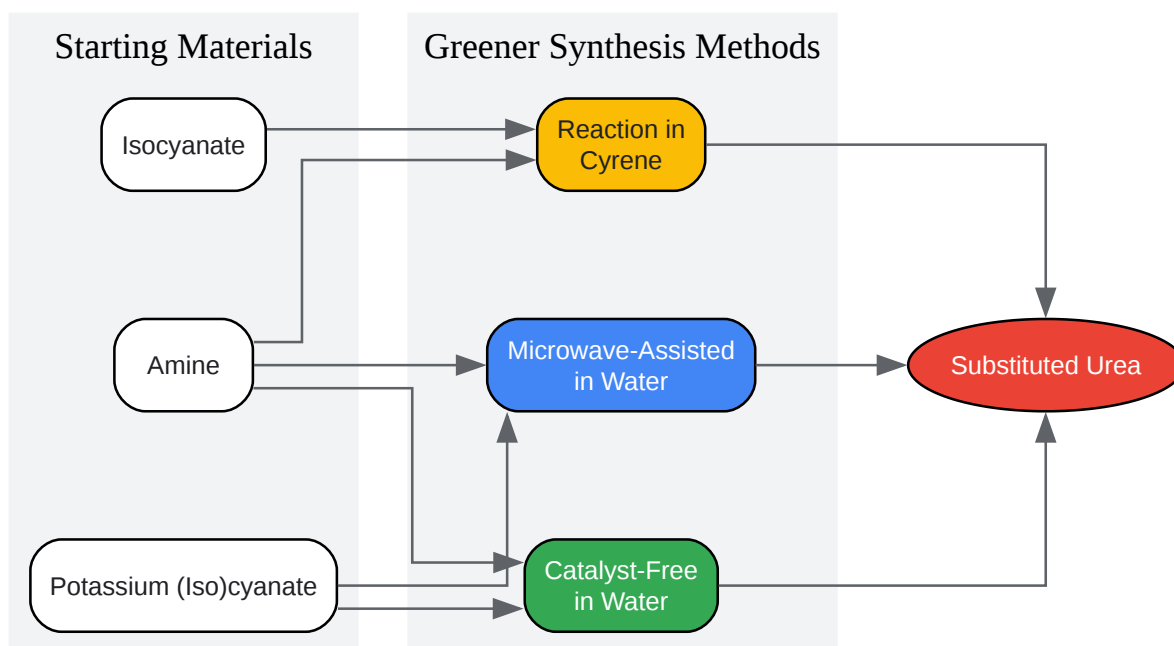 Starting Materials
Greener Synthesis Methods
Isocyanate
Reaction in
Cyrene
Amine
Microwave-Assisted
in Water
Substituted Urea
Potassium (Iso)cyanate
Catalyst-Free
in Water